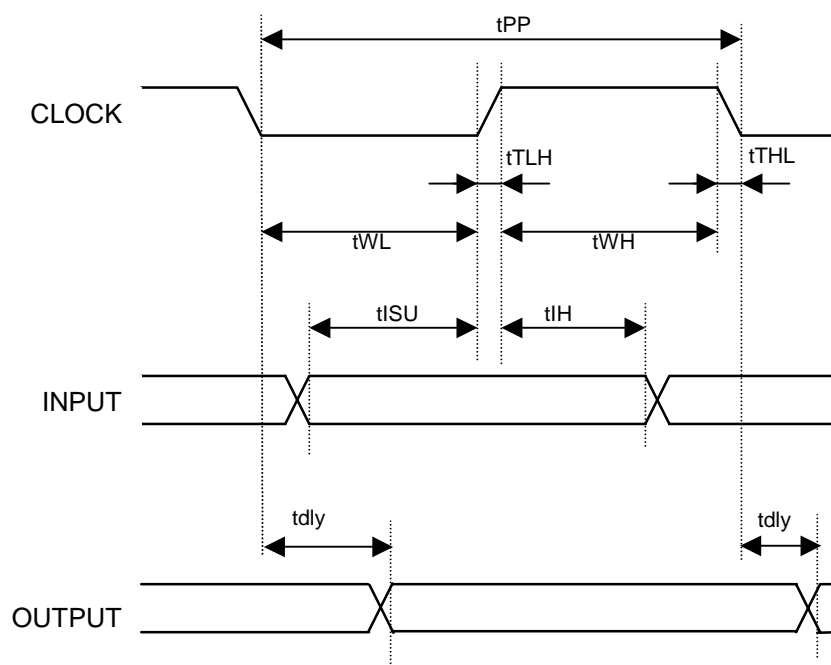 tPP
CLOCK
tTLH
tTHL
tWL
tWH
tISU
tIH
INPUT
tdly
tdly
OUTPUT